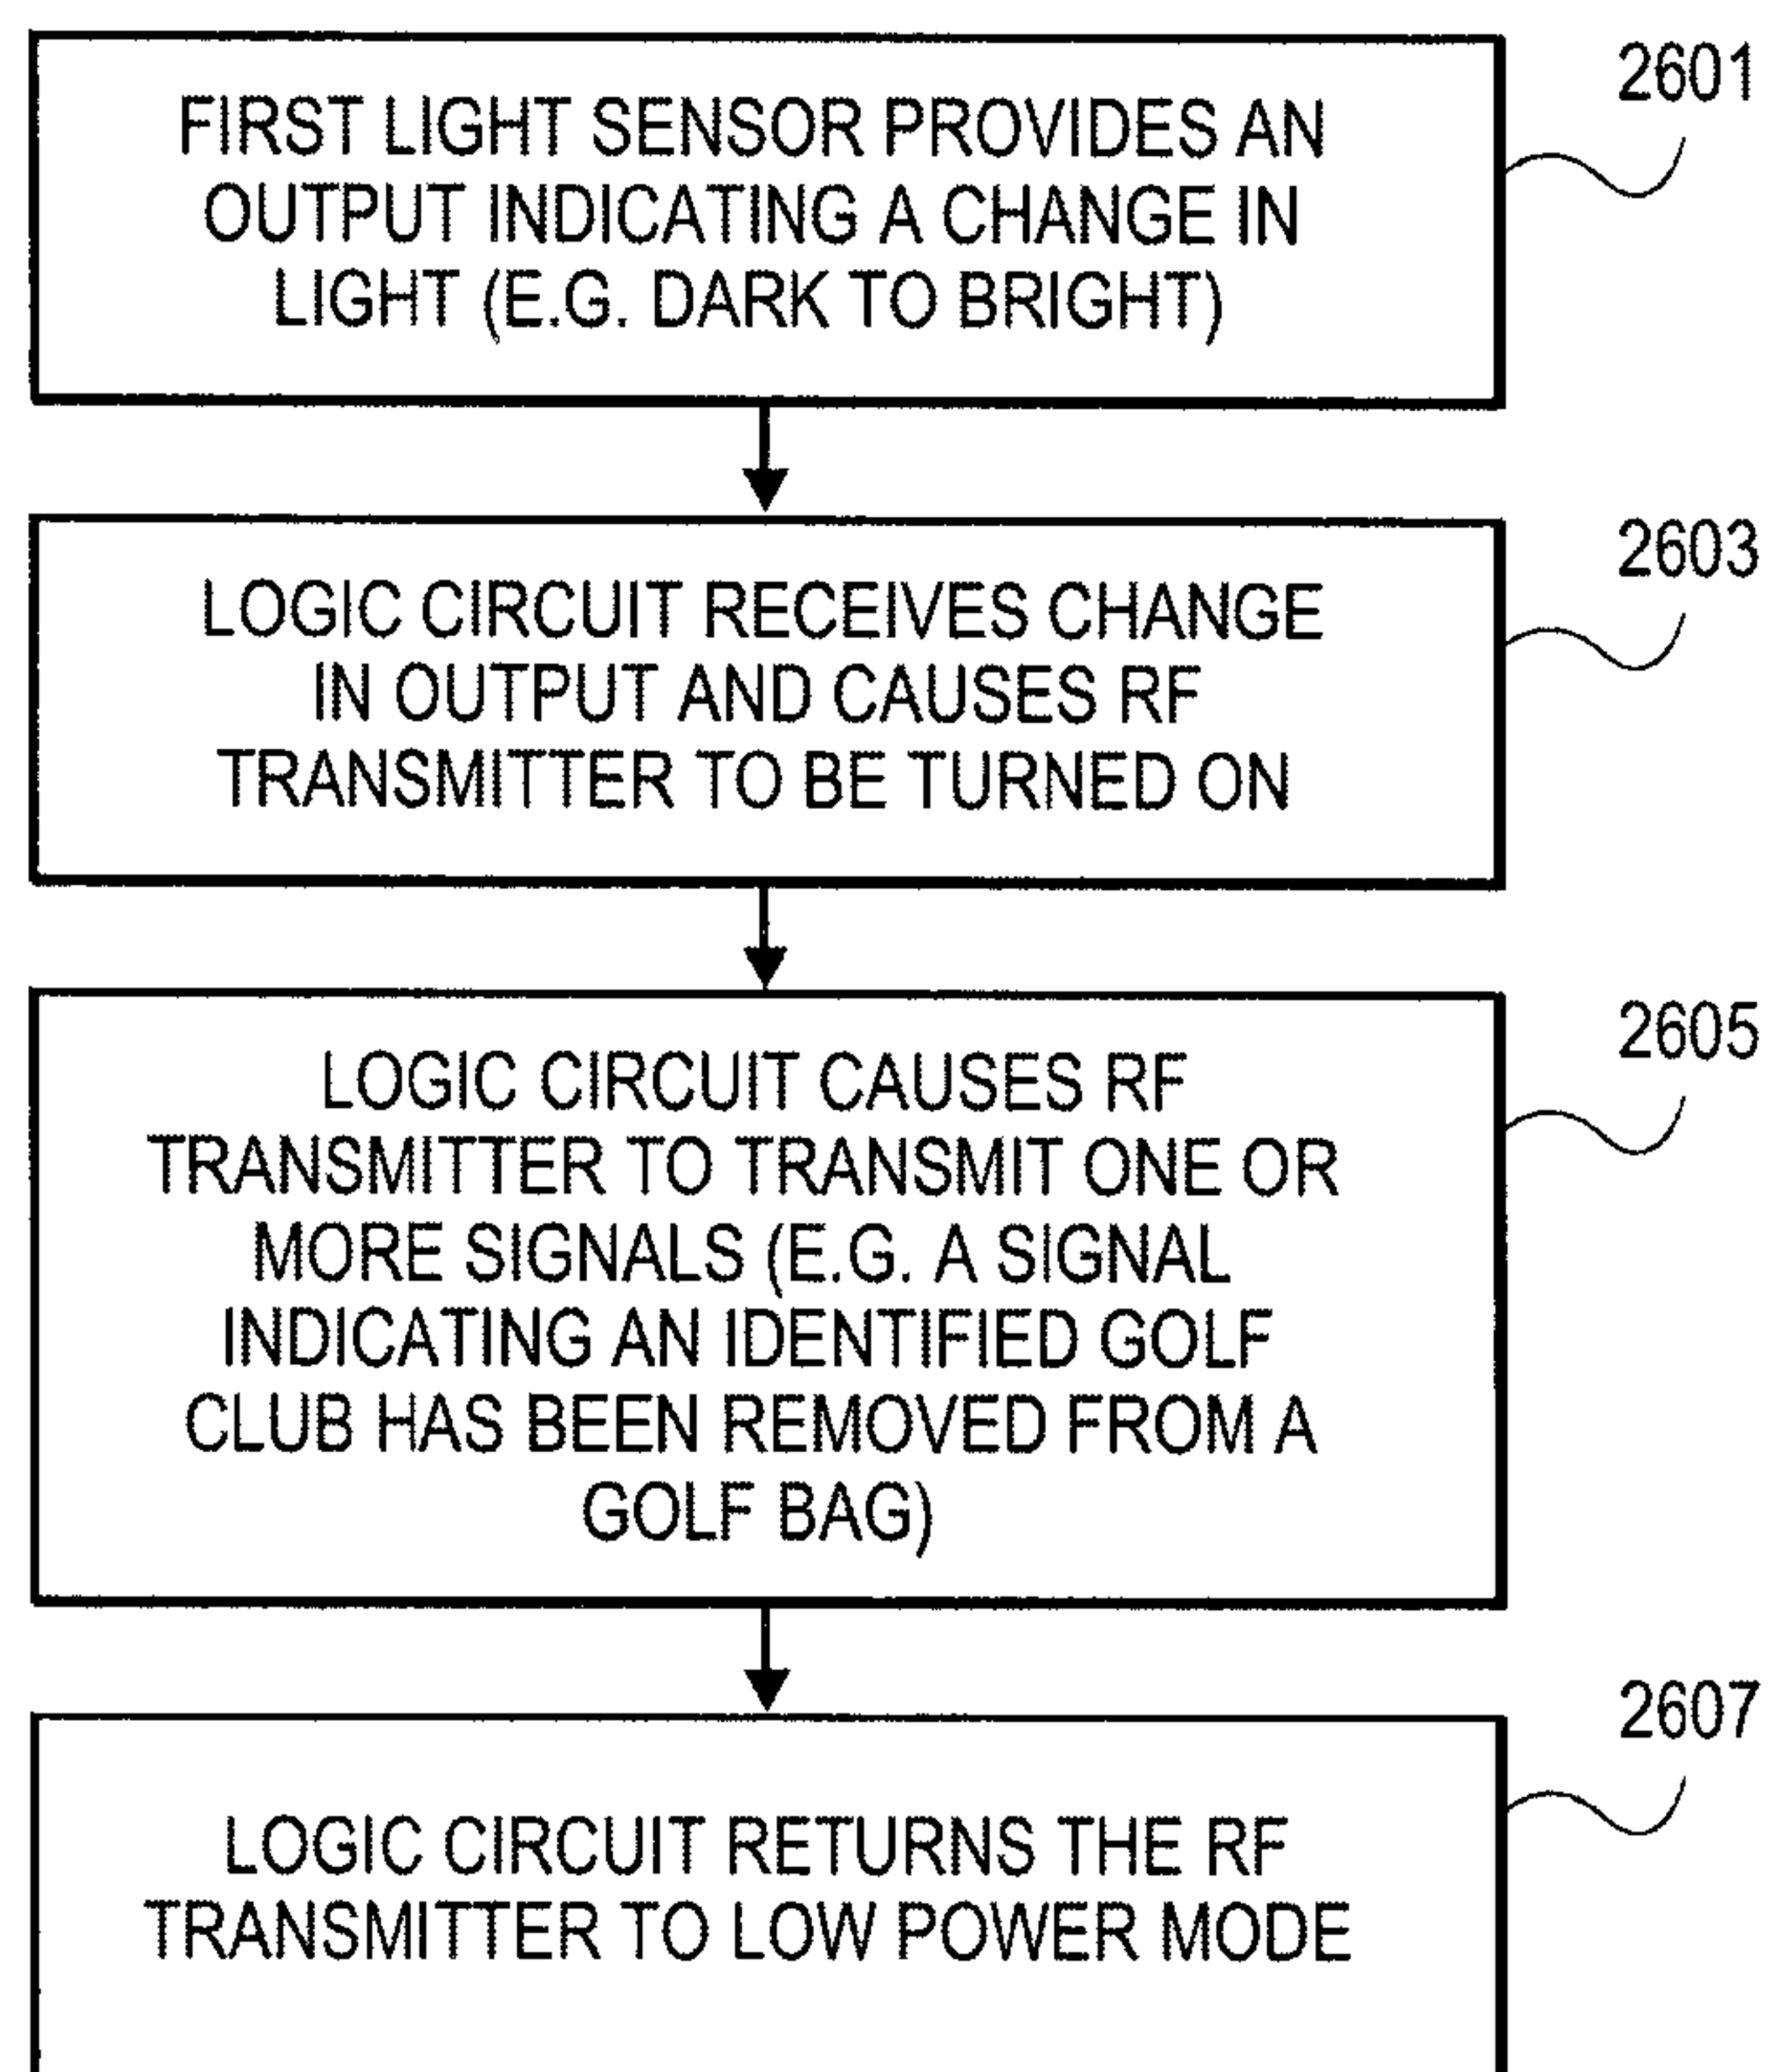 FIRST LIGHT SENSOR PROVIDES AN
OUTPUT INDICATING A CHANGE IN
LIGHT (E.G. DARK TO BRIGHT)
2601
LOGIC CIRCUIT RECEIVES CHANGE
IN OUTPUT AND CAUSES RF
TRANSMITTER TO BE TURNED ON
2603
LOGIC CIRCUIT CAUSES RF
TRANSMITTER TO TRANSMIT ONE OR
MORE SIGNALS (E.G. A SIGNAL
INDICATING AN IDENTIFIED GOLF
CLUB HAS BEEN REMOVED FROM A
GOLF BAG)
2605
LOGIC CIRCUIT RETURNS THE RF
TRANSMITTER TO LOW POWER MODE
2607